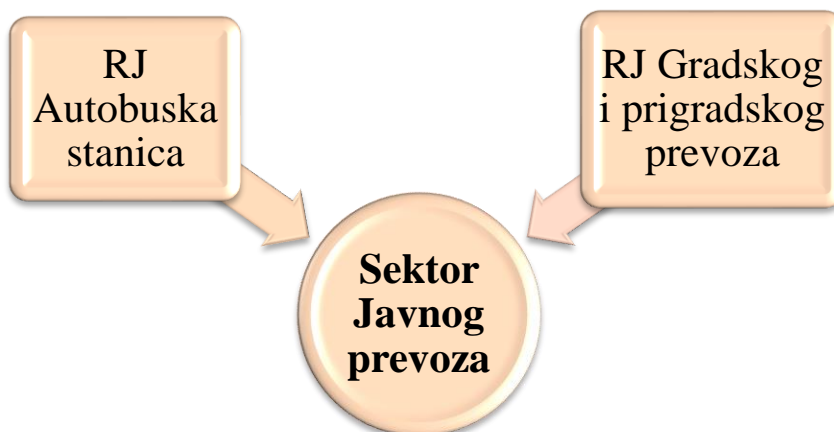 RJ
Autobuska
stanica
RJ Gradskog
i prigradskog
prevoza
Sektor
Javnog
prevoza